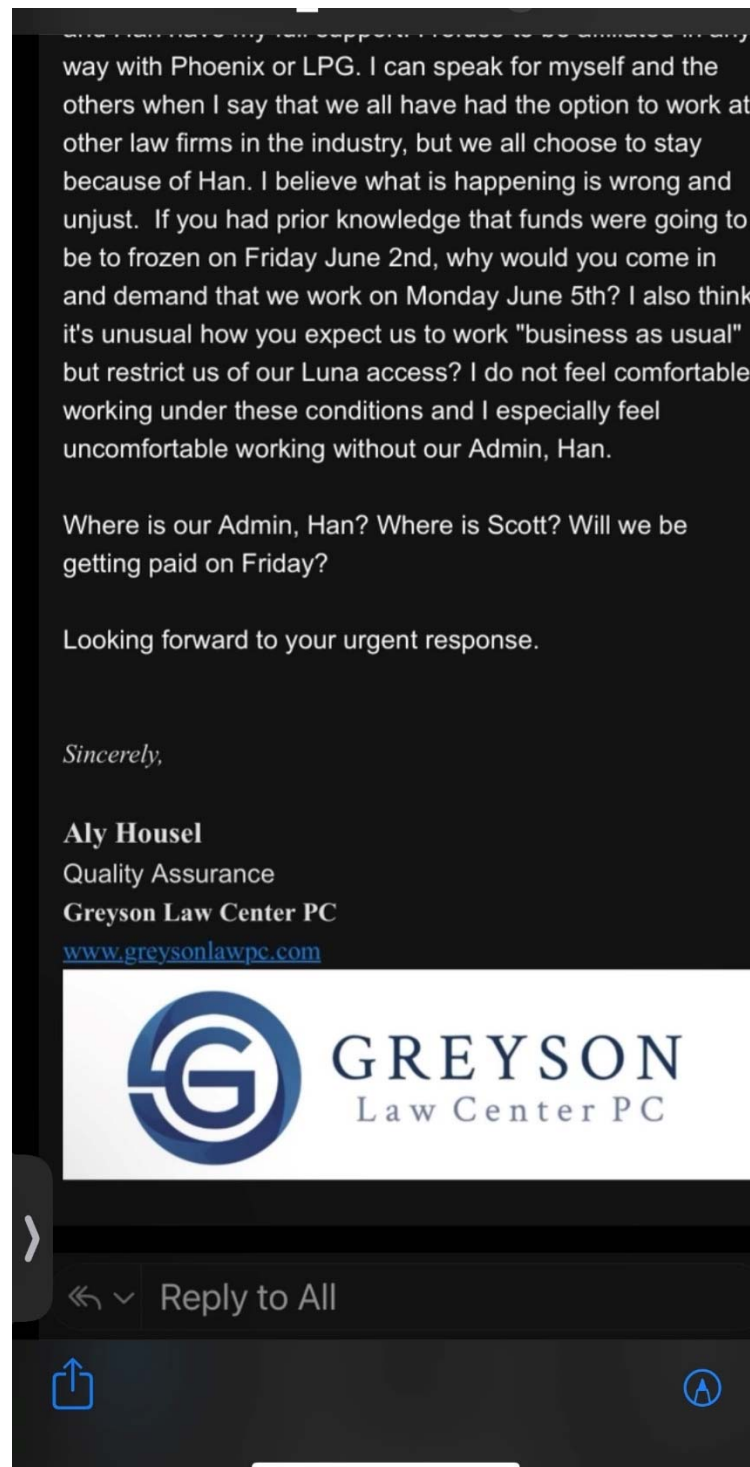 way with Phoenix or LPG. I can speak for myself and the
others when I say that we all have had the option to work at
other law firms in the industry, but we all choose to stay
because of Han. I believe what is happening is wrong and
unjust.  If you had prior knowledge that funds were going to
be to frozen on Friday June 2nd, why would you come in
and demand that we work on Monday June 5th? I also think
it's unusual how you expect us to work "business as usual"
but restrict us of our Luna access? I do not feel comfortable
working under these conditions and I especially feel
uncomfortable working without our Admin, Han.
Where is our Admin, Han? Where is Scott? Will we be
getting paid on Friday?
Looking forward to your urgent response.
Sincerely,
Aly Housel
Quality Assurance
Greyson Law Center PC
www.greysonlawpc.com
G GREYSON
Law Center PC
Reply to All